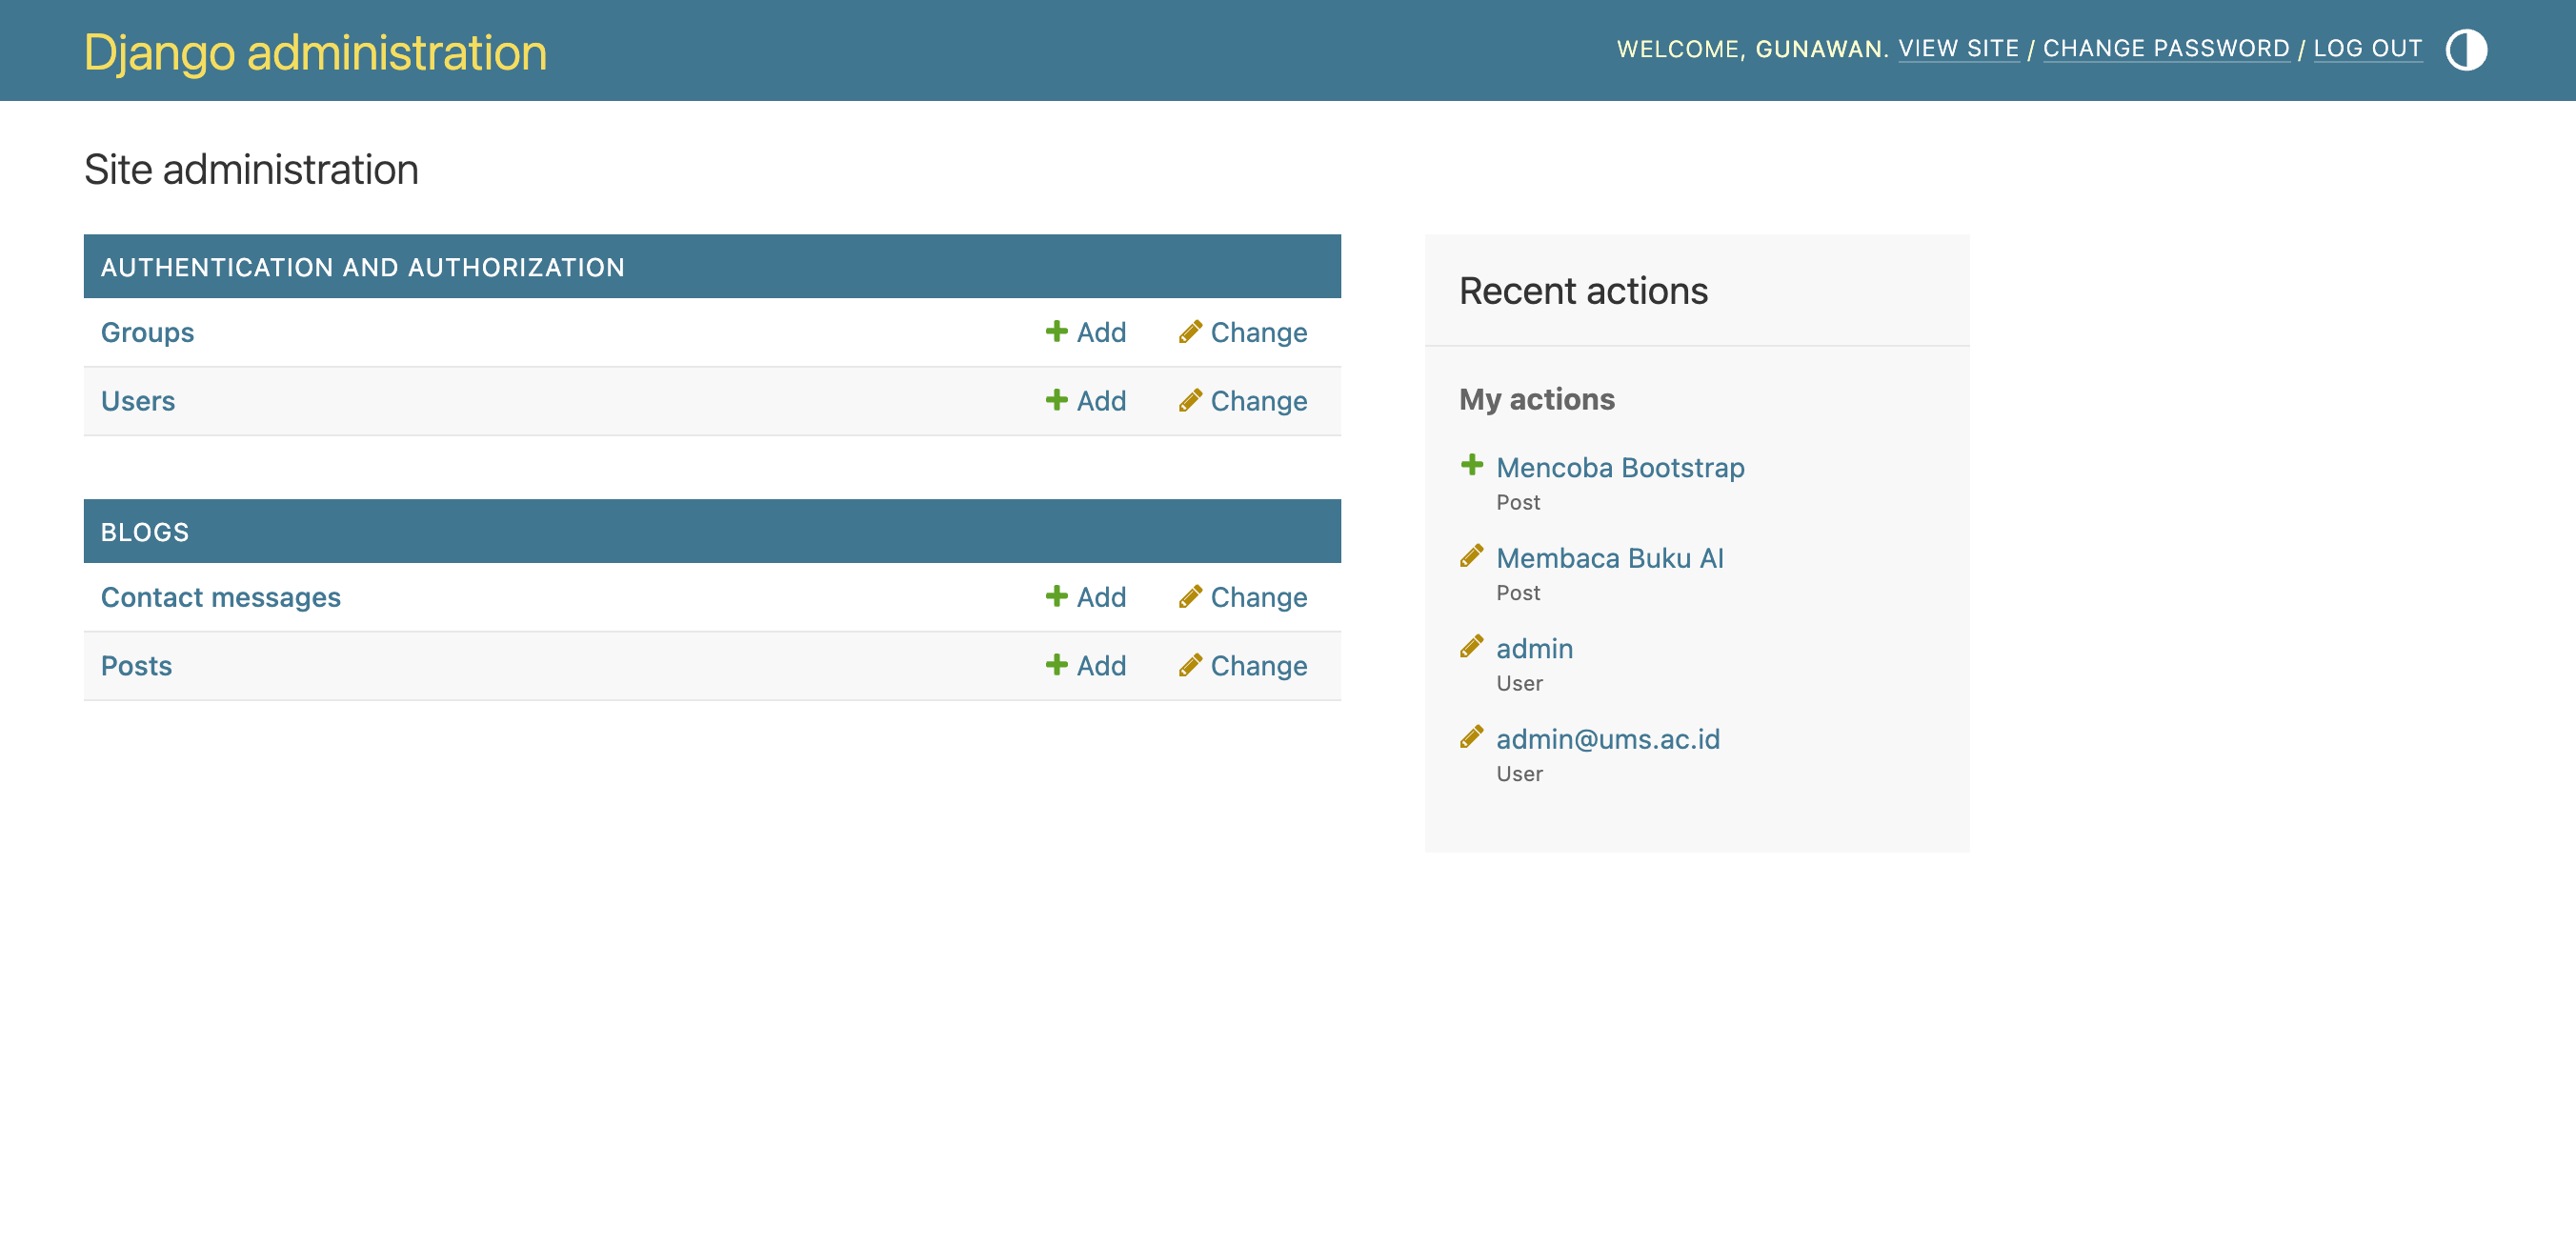 Django administration
WELCOME, GUNAWAN. VIEW SITE / CHANGE PASSWORD / LOG OUT
Site administration
AUTHENTICATION AND AUTHORIZATION
Groups Add Change
Users Add Change
BLOGS
Contact messages Add Change
Posts Add Change
Recent actions
My actions
Mencoba Bootstrap
Post
Membaca Buku AI
Post
admin
User
admin@ums.ac.id
User